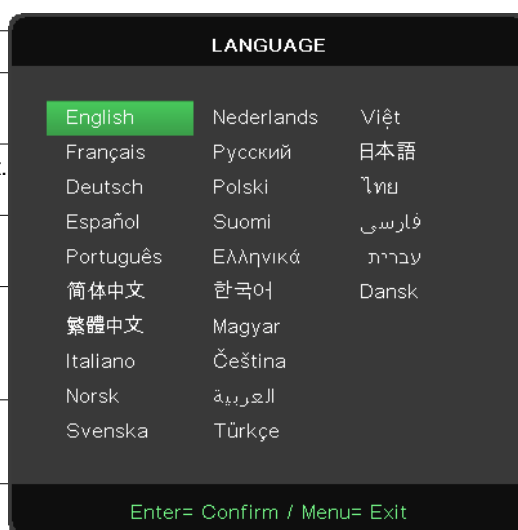 LANGUAGE
English
Français
Deutsch
Español
Português
简体中文
繁體中文
Italiano
Norsk
Svenska
Nederlands
Русский
Polski
Suomi
Ελληνικά
한국어
Magyar
Čeština
العربية
Türkçe
Việt
日本語
ไทย
فارسی
עברית
Dansk
Enter= Confirm / Menu= Exit